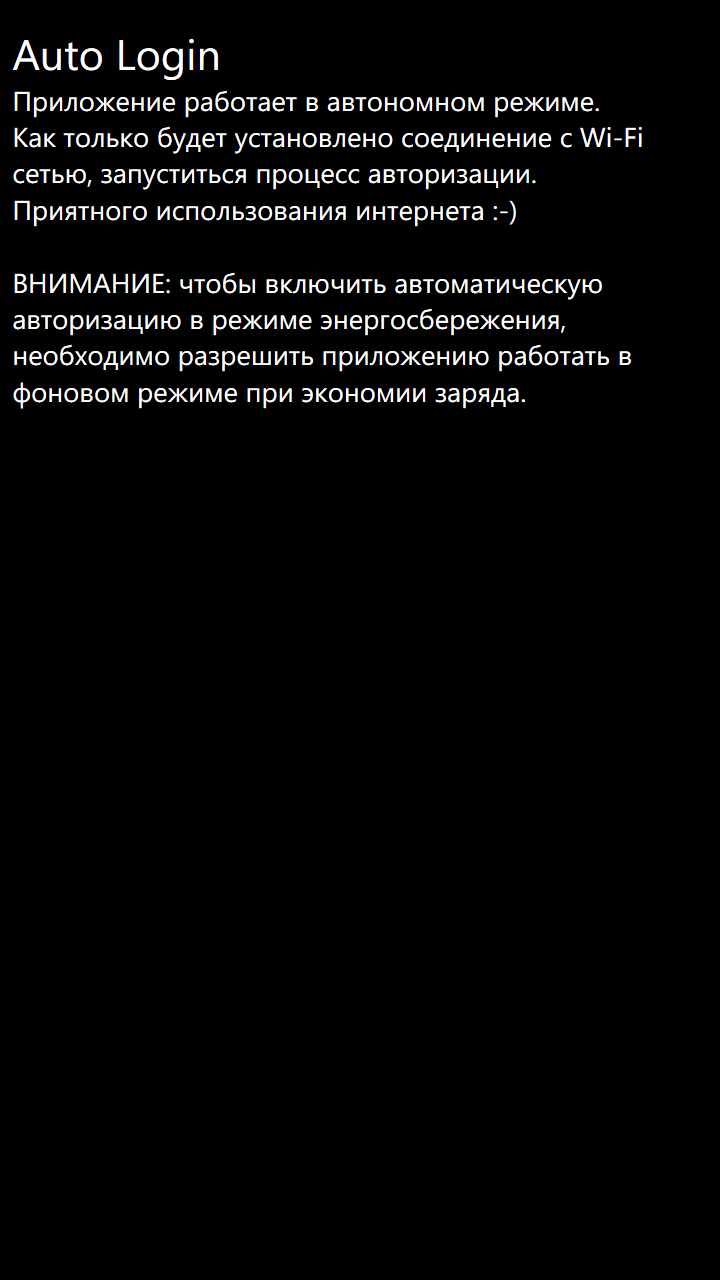 Auto Login
Приложение работает в автономном режиме.
Как только будет установлено соединение с Wi-Fi
сетью, запуститься процесс авторизации.
Приятного использования интернета :-)
ВНИМАНИЕ: чтобы включить автоматическую
авторизацию в режиме энергосбережения,
необходимо разрешить приложению работать в
фоновом режиме при экономии заряда.